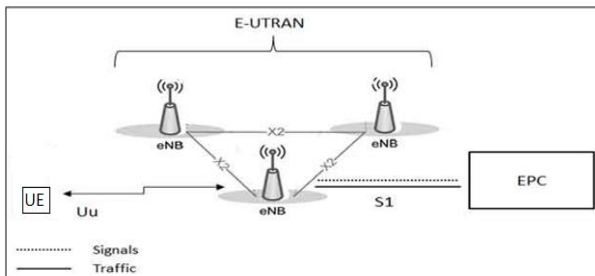 E-UTRAN
eNB
X2
eNB
X2
X2
eNB
UE
Uu
S1
EPC
Signals
Traffic